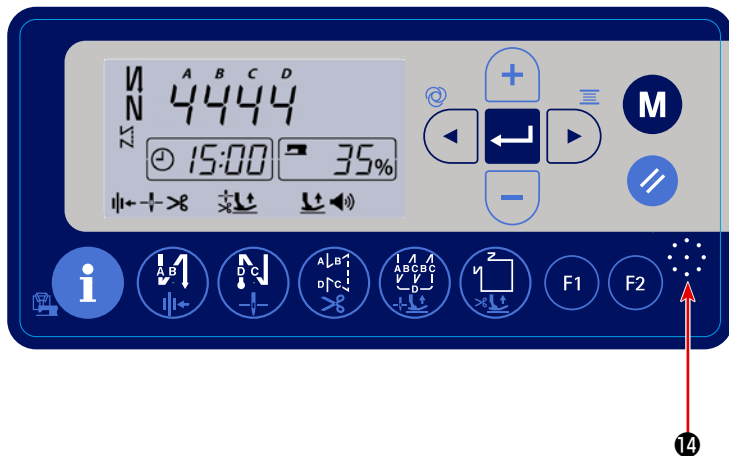 A B C D
4444
M
15:00 35%
i
A B
D C
A B
D C
A B C B C
D
F1 F2
14